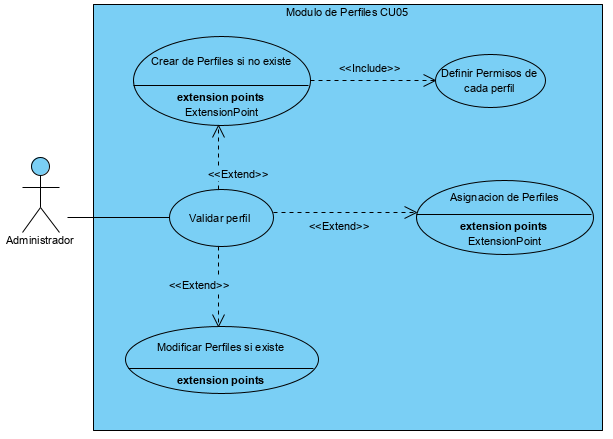 Modulo de Perfiles CU05
Crear de Perfiles si no existe
extension points
ExtensionPoint
<<Include>>
Definir Permisos de
cada perfil
<<Extend>>
Asignacion de Perfiles
extension points
ExtensionPoint
Validar perfil
<<Extend>>
Administrador
<<Extend>>
Modificar Perfiles si existe
extension points